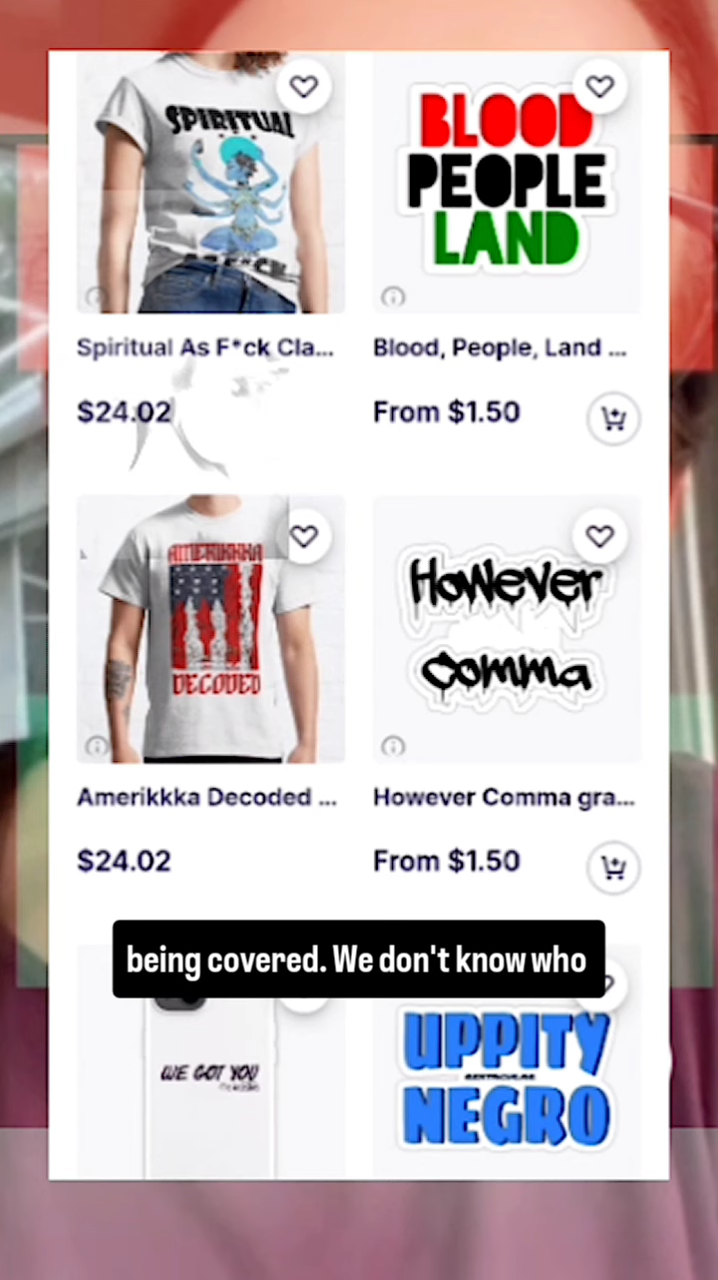 SPIRITUAL
BLOOD
PEOPLE
LAND
Spiritual As F*ck Cla...
Blood, People, Land ...
$24.02
From $1.50
AMERIKKKA
DECODED
However
Comma
Amerikkka Decoded ...
However Comma gra...
$24.02
From $1.50
being covered. We don't know who
WE GOT YOU
UPPITY
NEGRO